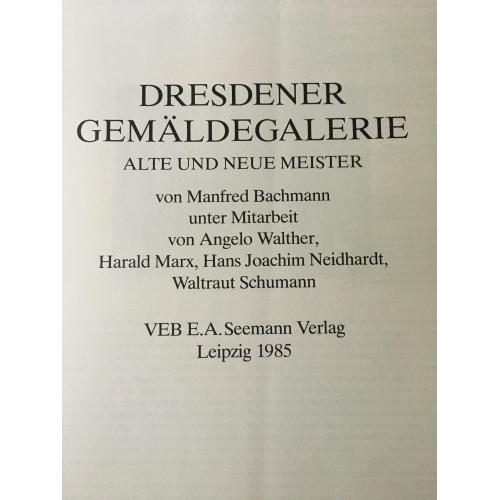 DRESDENER
GEMÄLDEGALERIE
ALTE UND NEUE MEISTER
von Manfred Bachmann
unter Mitarbeit
von Angelo Walther,
Harald Marx, Hans Joachim Neidhardt,
Waltraut Schumann
VEB E.A. Seemann Verlag
Leipzig 1985